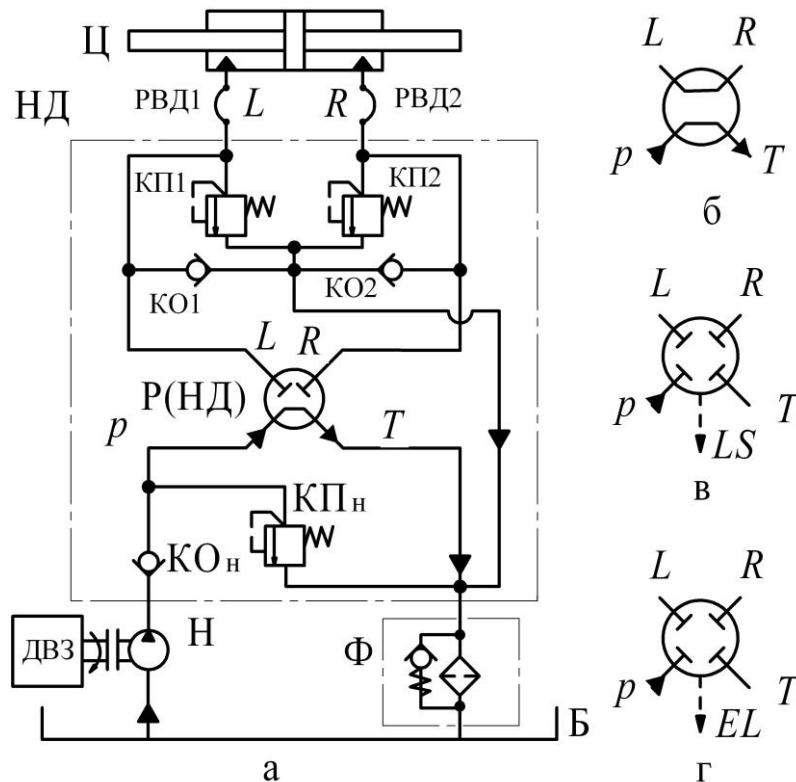 Ц
L
R
НД
РВД1
L
R
РВД2
p
T
КП1
КП2
б
КО1
КО2
L
R
L
R
Р(НД)
p
T
p
T
LS
КПн
в
КОн
L
R
ДВЗ
Н
Ф
p
T
EL
Б
а
г